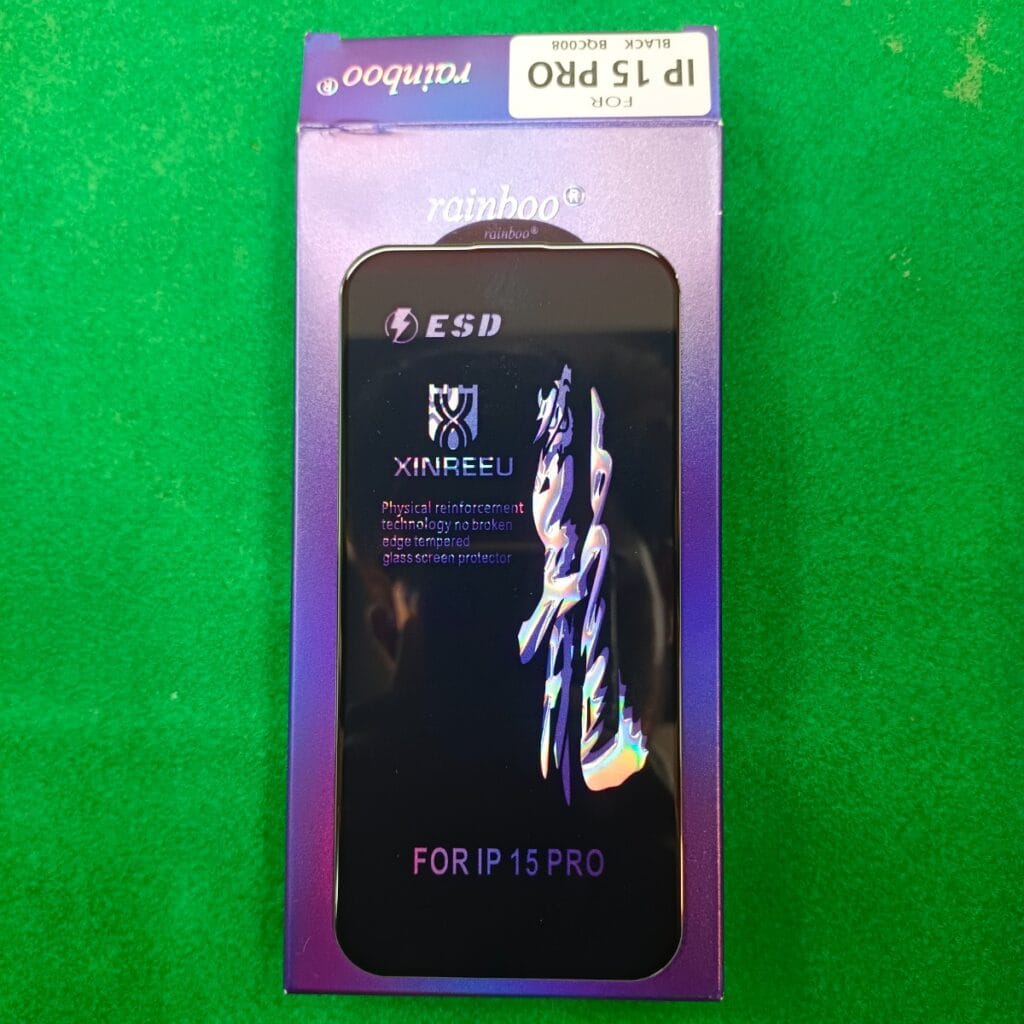 rainboo®
FOR
IP 15 PRO
BLACK BQC008
rainboo®
rainboo®
ESD
XINREEU
Physical reinforcement
technology no broken
edge tempered
glass screen protector
FOR IP 15 PRO